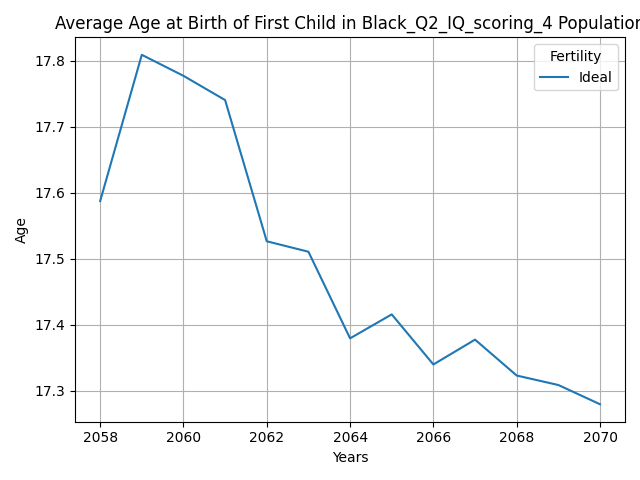 Average Age at Birth of First Child in Black_Q2_IQ_scoring_4 Population
Fertility
Ideal
17.8
17.7
17.6
17.5
17.4
17.3
Age
2058 2060 2062 2064 2066 2068 2070
Years